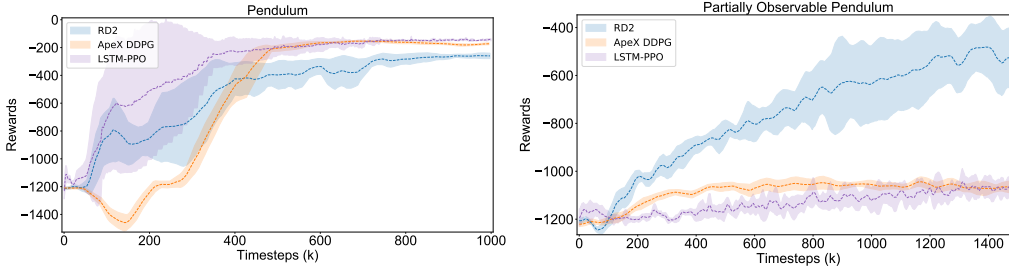 Pendulum
0
−200
−400
−600
−800
−1000
−1200
−1400
Rewards
RD2
ApeX DDPG
LSTM-PPO
0 200 400 600 800 1000
Timesteps (k)
Partially Observable Pendulum
−400
−600
−800
−1000
−1200
Rewards
RD2
ApeX DDPG
LSTM-PPO
0 200 400 600 800 1000 1200 1400
Timesteps (k)